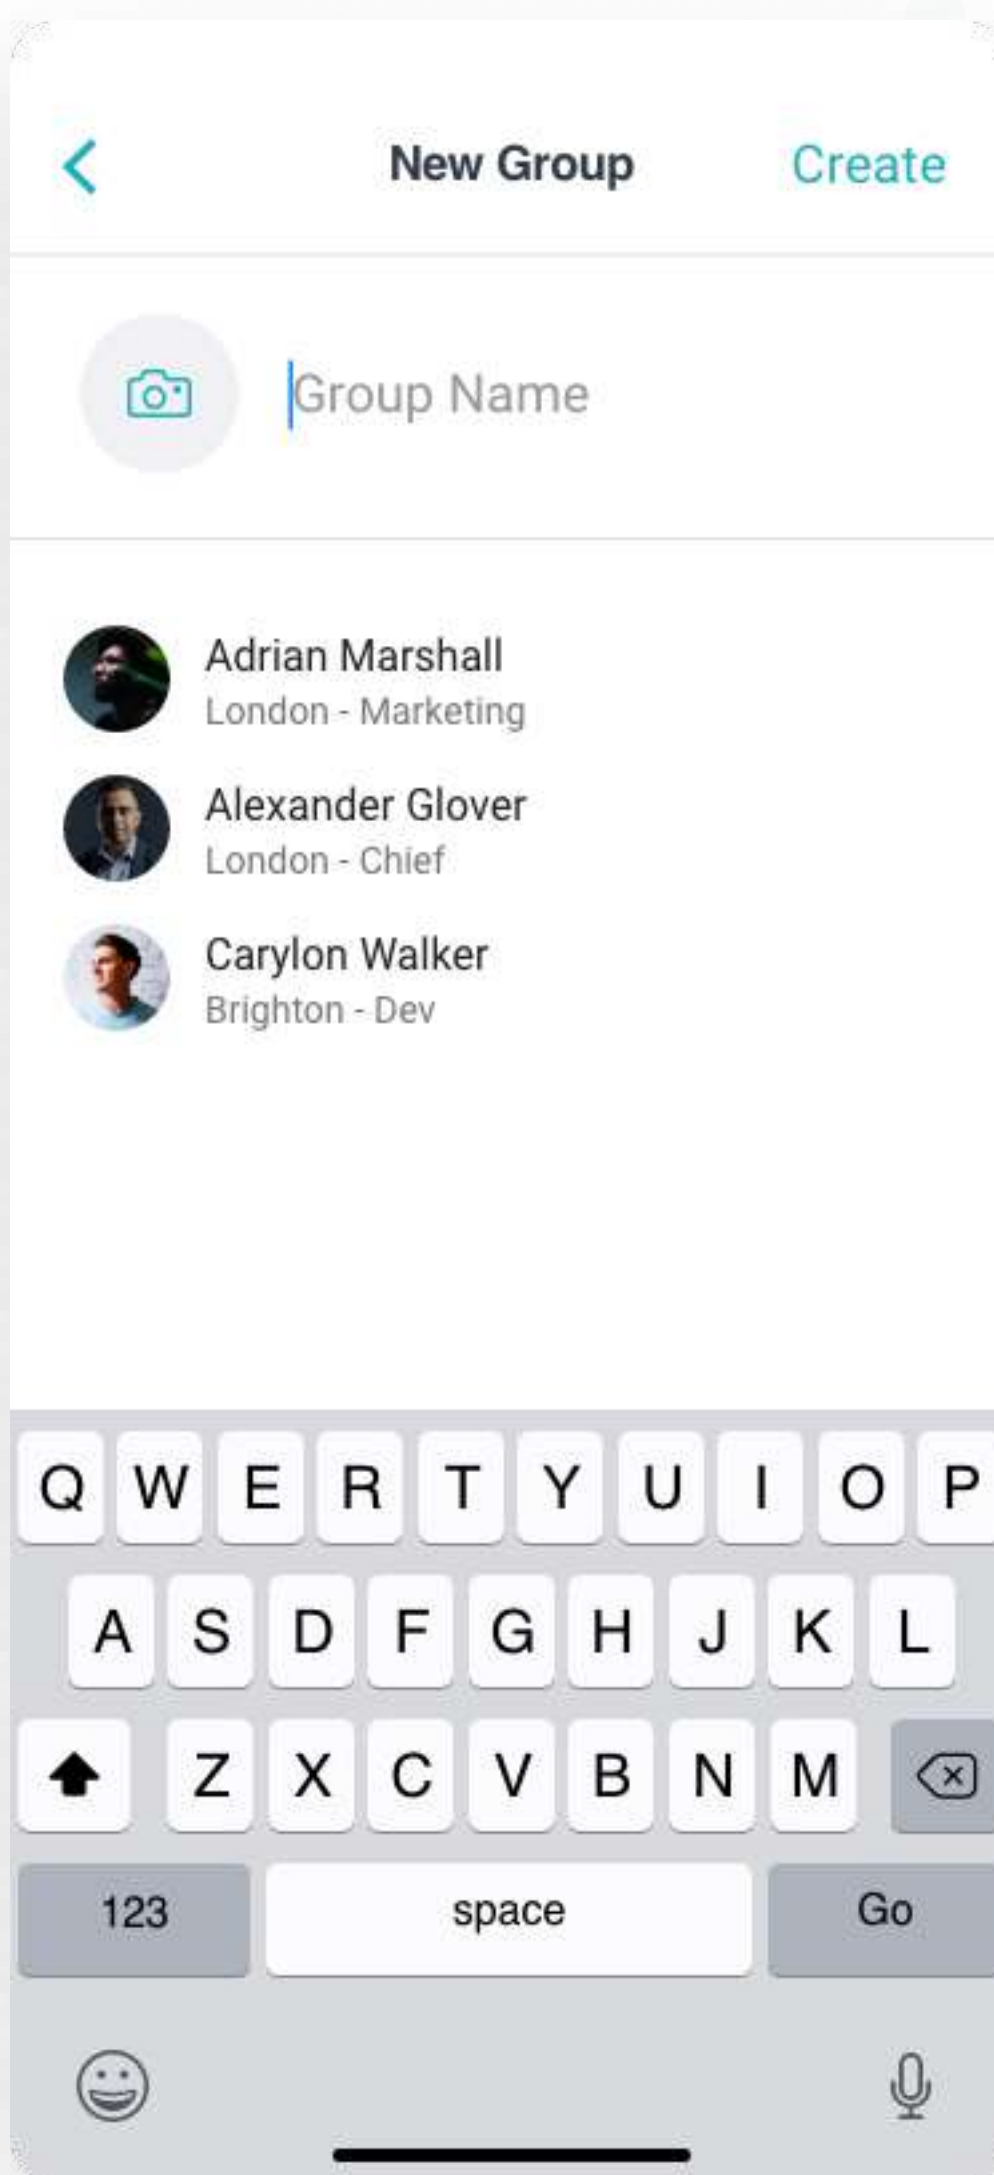 New Group
Create
Group Name
Adrian Marshall
London - Marketing
Alexander Glover
London - Chief
Carylon Walker
Brighton - Dev
Q W E R T Y U I O P
A S D F G H J K L
Z X C V B N M
123 space Go